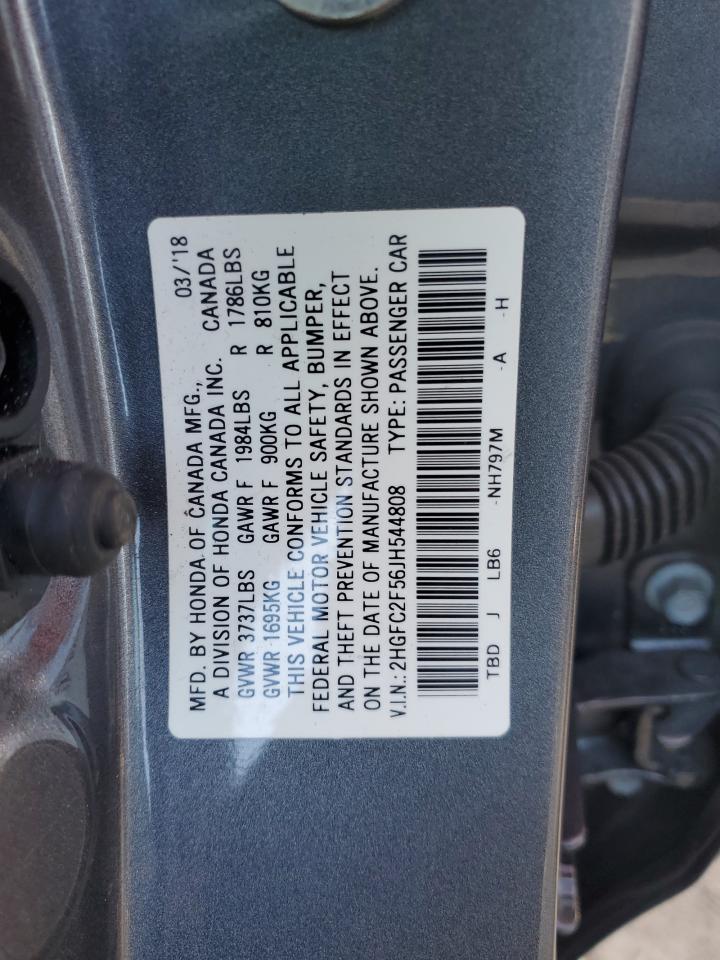 MFD. BY HONDA OF CANADA MFG., 03/'18
A DIVISION OF HONDA CANADA INC. CANADA
GVWR 3737LBS GAWR F 1984LBS R 1786LBS
GVWR 1695KG GAWR F 900KG R 810KG
THIS VEHICLE CONFORMS TO ALL APPLICABLE
FEDERAL MOTOR VEHICLE SAFETY, BUMPER,
AND THEFT PREVENTION STANDARDS IN EFFECT
ON THE DATE OF MANUFACTURE SHOWN ABOVE.
V.I.N.: 2HGFC2F56JH544808 TYPE: PASSENGER CAR
TBD J LB6 -NH797M -A -H